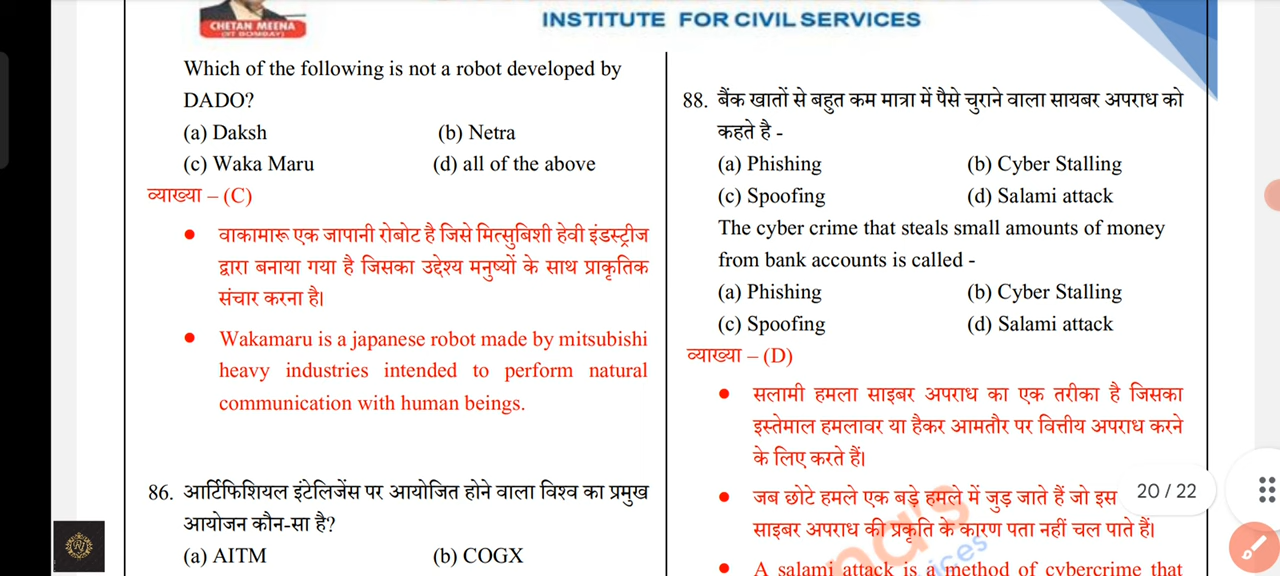 CHETAN MEENA
(IIT BOMBAY)
INSTITUTE FOR CIVIL SERVICES
Which of the following is not a robot developed by
DADO?
(a) Daksh (b) Netra
(c) Waka Maru (d) all of the above
व्याख्या – (C)
● वाकामारू एक जापानी रोबोट है जिसे मित्सुबिशी हेवी इंडस्ट्रीज
द्वारा बनाया गया है जिसका उद्देश्य मनुष्यों के साथ प्राकृतिक
संचार करना है।
● Wakamaru is a japanese robot made by mitsubishi
heavy industries intended to perform natural
communication with human beings.
86. आर्टिफिशियल इंटेलिजेंस पर आयोजित होने वाला विश्व का प्रमुख
आयोजन कौन-सा है?
(a) AITM (b) COGX
88. बैंक खातों से बहुत कम मात्रा में पैसे चुराने वाला सायबर अपराध को
कहते है -
(a) Phishing (b) Cyber Stalling
(c) Spoofing (d) Salami attack
The cyber crime that steals small amounts of money
from bank accounts is called -
(a) Phishing (b) Cyber Stalling
(c) Spoofing (d) Salami attack
व्याख्या – (D)
● सलामी हमला साइबर अपराध का एक तरीका है जिसका
इस्तेमाल हमलावर या हैकर आमतौर पर वित्तीय अपराध करने
के लिए करते हैं।
● जब छोटे हमले एक बड़े हमले में जुड़ जाते हैं जो इस
साइबर अपराध की प्रकृति के कारण पता नहीं चल पाते हैं।
● A salami attack is a method of cybercrime that
20 / 22